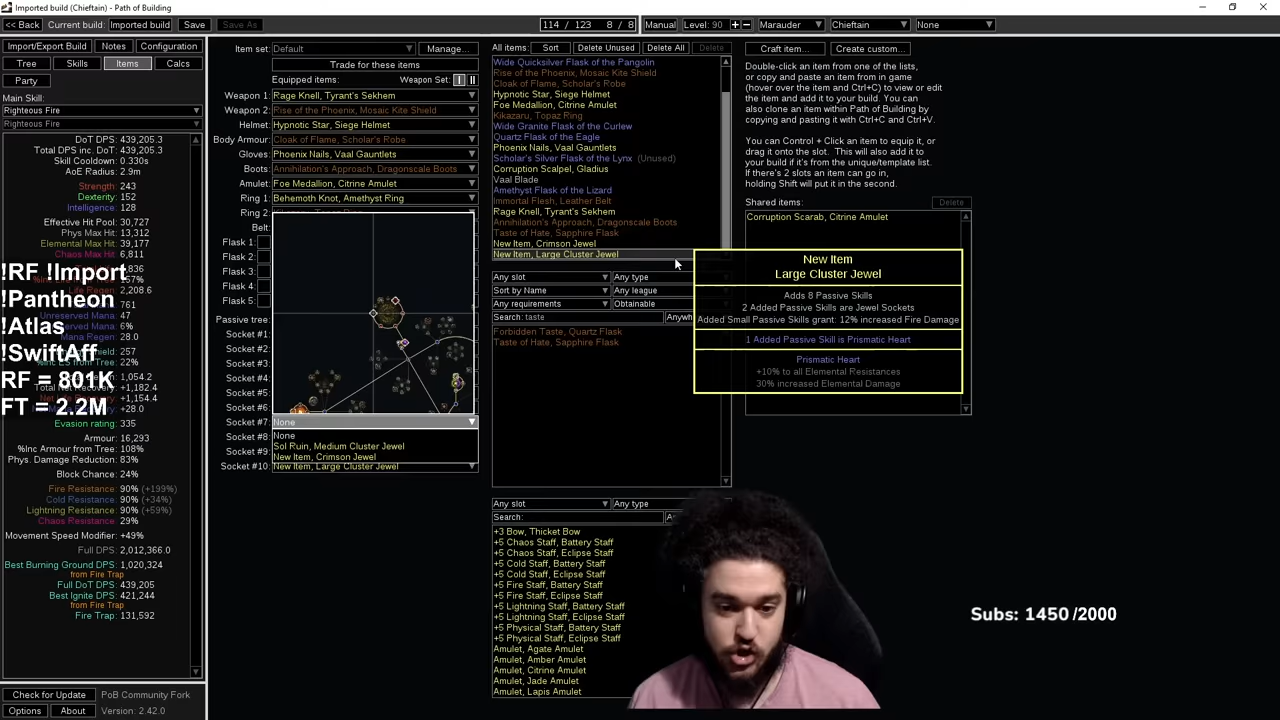 Imported build (Chieftain) - Path of Building
<< Back
Current build: Imported build
Save
Save As
114 / 123 8 / 8
Manual
Level: 90
Marauder
Chieftain
None
Import/Export Build
Notes
Configuration
Tree
Skills
Items
Calcs
Party
Main Skill:
Righteous Fire
Righteous Fire
DoT DPS: 439,205.3
Total DPS inc. DoT: 439,205.3
Skill Cooldown: 0.330s
AoE Radius: 2.9m
Strength: 243
Dexterity: 152
Intelligence: 128
Effective Hit Pool: 30,727
Phys Max Hit: 13,312
Elemental Max Hit: 39,177
Chaos Max Hit: 6,811
!RF !Import
!Pantheon
!Atlas
!SwiftAff
RF = 801K
FT = 2.2M
2,208.6
761
Unreserved Mana: 47
6%
28.0
257
22%
1,054.2
+1,182.4
+1,154.4
+28.0
Evasion rating: 335
Armour: 16,293
%Inc Armour from Tree: 108%
Phys. Damage Reduction: 83%
Block Chance: 24%
Fire Resistance: 90% (+199%)
Cold Resistance: 90% (+34%)
Lightning Resistance: 90% (+59%)
Chaos Resistance: 29%
Movement Speed Modifier: +49%
Full DPS: 2,012,366.0
Best Burning Ground DPS: 1,020,324
from Fire Trap
Full DoT DPS: 439,205
Best Ignite DPS: 421,244
from Fire Trap
Fire Trap: 131,592
Check for Update
PoB Community Fork
Options
About
Version: 2.42.0
Item set: Default
Manage...
Trade for these items
Equipped items:
Weapon Set: I II
Weapon 1: Rage Knell, Tyrant's Sekhem
Weapon 2: Rise of the Phoenix, Mosaic Kite Shield
Helmet: Hypnotic Star, Siege Helmet
Body Armour: Cloak of Flame, Scholar's Robe
Gloves: Phoenix Nails, Vaal Gauntlets
Boots: Annihilation's Approach, Dragonscale Boots
Amulet: Foe Medallion, Citrine Amulet
Ring 1: Behemoth Knot, Amethyst Ring
Ring 2:
Belt:
Flask 1:
Flask 2:
Flask 3:
Flask 4:
Flask 5:
Passive tree:
Socket #1:
Socket #2:
Socket #3:
Socket #4:
Socket #5:
Socket #6:
Socket #7: None
Socket #8: None
Sol Ruin, Medium Cluster Jewel
Socket #9: New Item, Crimson Jewel
Socket #10: New Item, Large Cluster Jewel
All items:
Sort
Delete Unused
Delete All
Delete
Wide Quicksilver Flask of the Pangolin
Rise of the Phoenix, Mosaic Kite Shield
Cloak of Flame, Scholar's Robe
Hypnotic Star, Siege Helmet
Foe Medallion, Citrine Amulet
Kikazaru, Topaz Ring
Wide Granite Flask of the Curlew
Quartz Flask of the Eagle
Phoenix Nails, Vaal Gauntlets
Scholar's Silver Flask of the Lynx (Unused)
Corruption Scalpel, Gladius
Vaal Blade
Amethyst Flask of the Lizard
Immortal Flesh, Leather Belt
Rage Knell, Tyrant's Sekhem
Annihilation's Approach, Dragonscale Boots
Taste of Hate, Sapphire Flask
New Item, Crimson Jewel
New Item, Large Cluster Jewel
Any slot
Any type
Sort by Name
Any league
Any requirements
Obtainable
Search: taste
Anywh
Forbidden Taste, Quartz Flask
Taste of Hate, Sapphire Flask
Any slot
Any type
Search:
+3 Bow, Thicket Bow
+5 Chaos Staff, Battery Staff
+5 Chaos Staff, Eclipse Staff
+5 Cold Staff, Battery Staff
+5 Cold Staff, Eclipse Staff
+5 Fire Staff, Battery Staff
+5 Fire Staff, Eclipse Staff
+5 Lightning Staff, Battery Staff
+5 Lightning Staff, Eclipse Staff
+5 Physical Staff, Battery Staff
+5 Physical Staff, Eclipse Staff
Amulet, Agate Amulet
Amulet, Amber Amulet
Amulet, Citrine Amulet
Amulet, Jade Amulet
Amulet, Lapis Amulet
Craft item...
Create custom...
Double-click an item from one of the lists,
or copy and paste an item from in game
(hover over the item and Ctrl+C) to view or edit
the item and add it to your build. You can
also clone an item within Path of Building by
copying and pasting it with Ctrl+C and Ctrl+V.
You can Control + Click an item to equip it, or
drag it onto the slot. This will also add it to
your build if it's from the unique/template list.
If there's 2 slots an item can go in,
holding Shift will put it in the second.
Shared items:
Delete
Corruption Scarab, Citrine Amulet
New Item
Large Cluster Jewel
Adds 8 Passive Skills
2 Added Passive Skills are Jewel Sockets
Added Small Passive Skills grant: 12% increased Fire Damage
1 Added Passive Skill is Prismatic Heart
Prismatic Heart
+10% to all Elemental Resistances
30% increased Elemental Damage
Subs: 1450 /2000